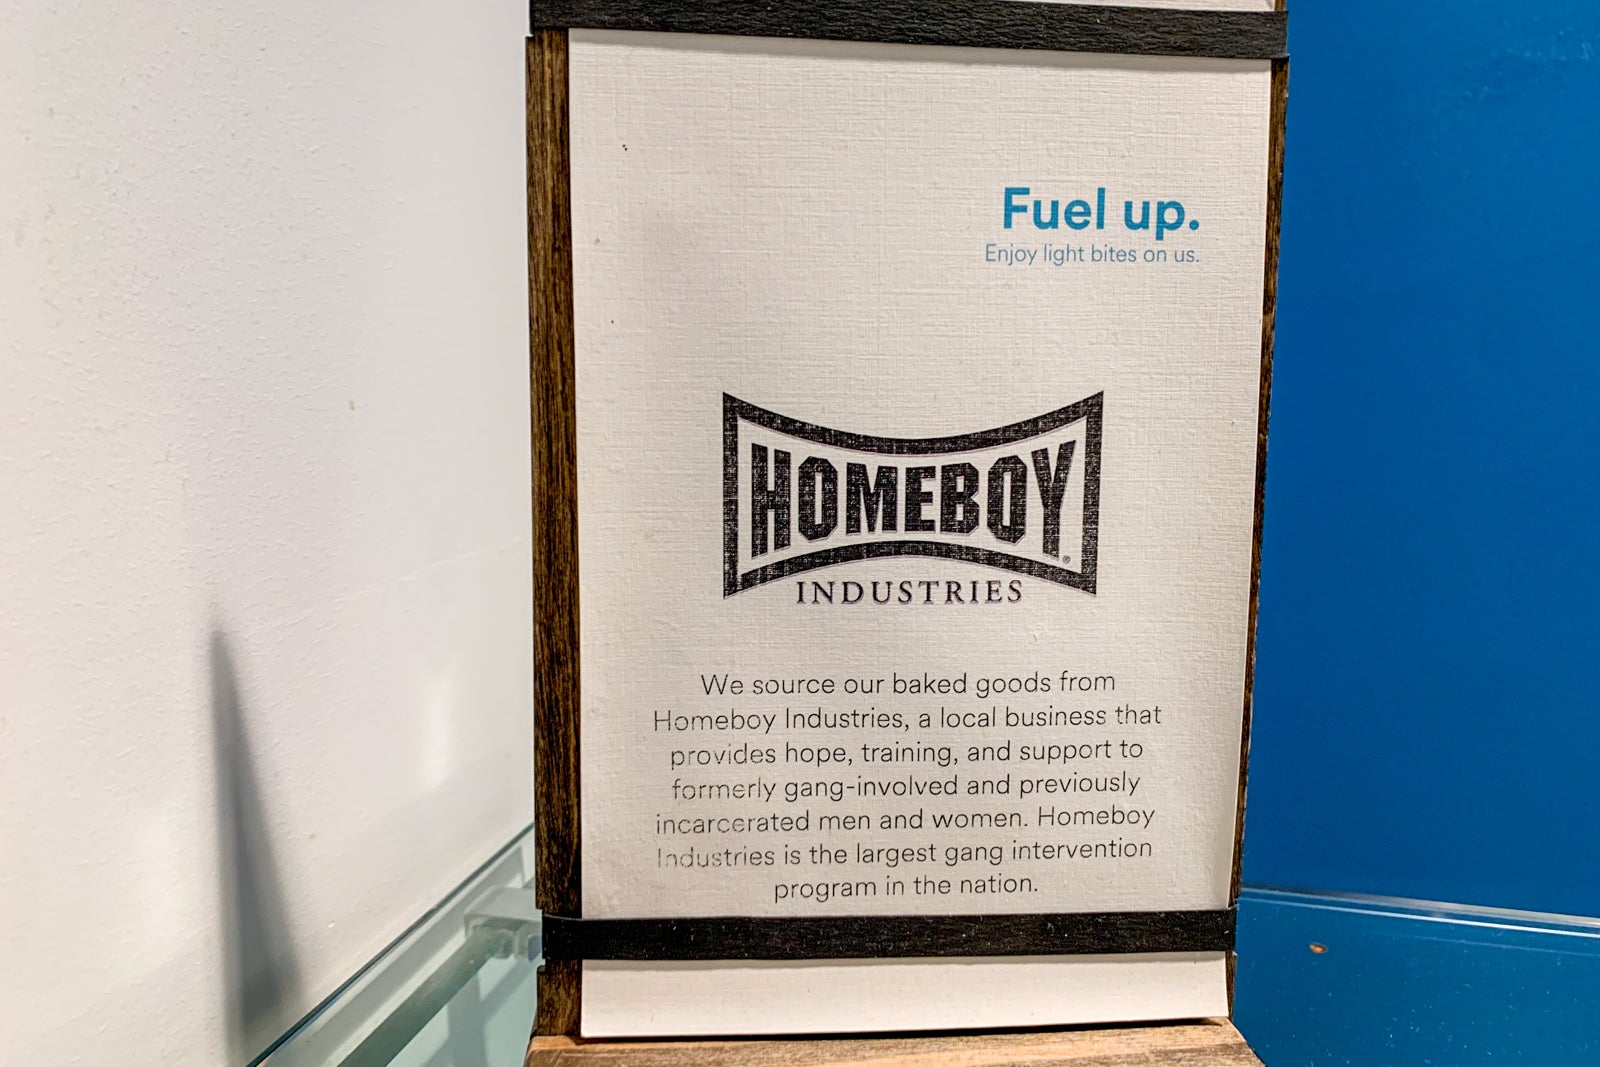 Fuel up.
Enjoy light bites on us.
HOMEBOY®
INDUSTRIES
We source our baked goods from
Homeboy Industries, a local business that
provides hope, training, and support to
formerly gang-involved and previously
incarcerated men and women. Homeboy
Industries is the largest gang intervention
program in the nation.